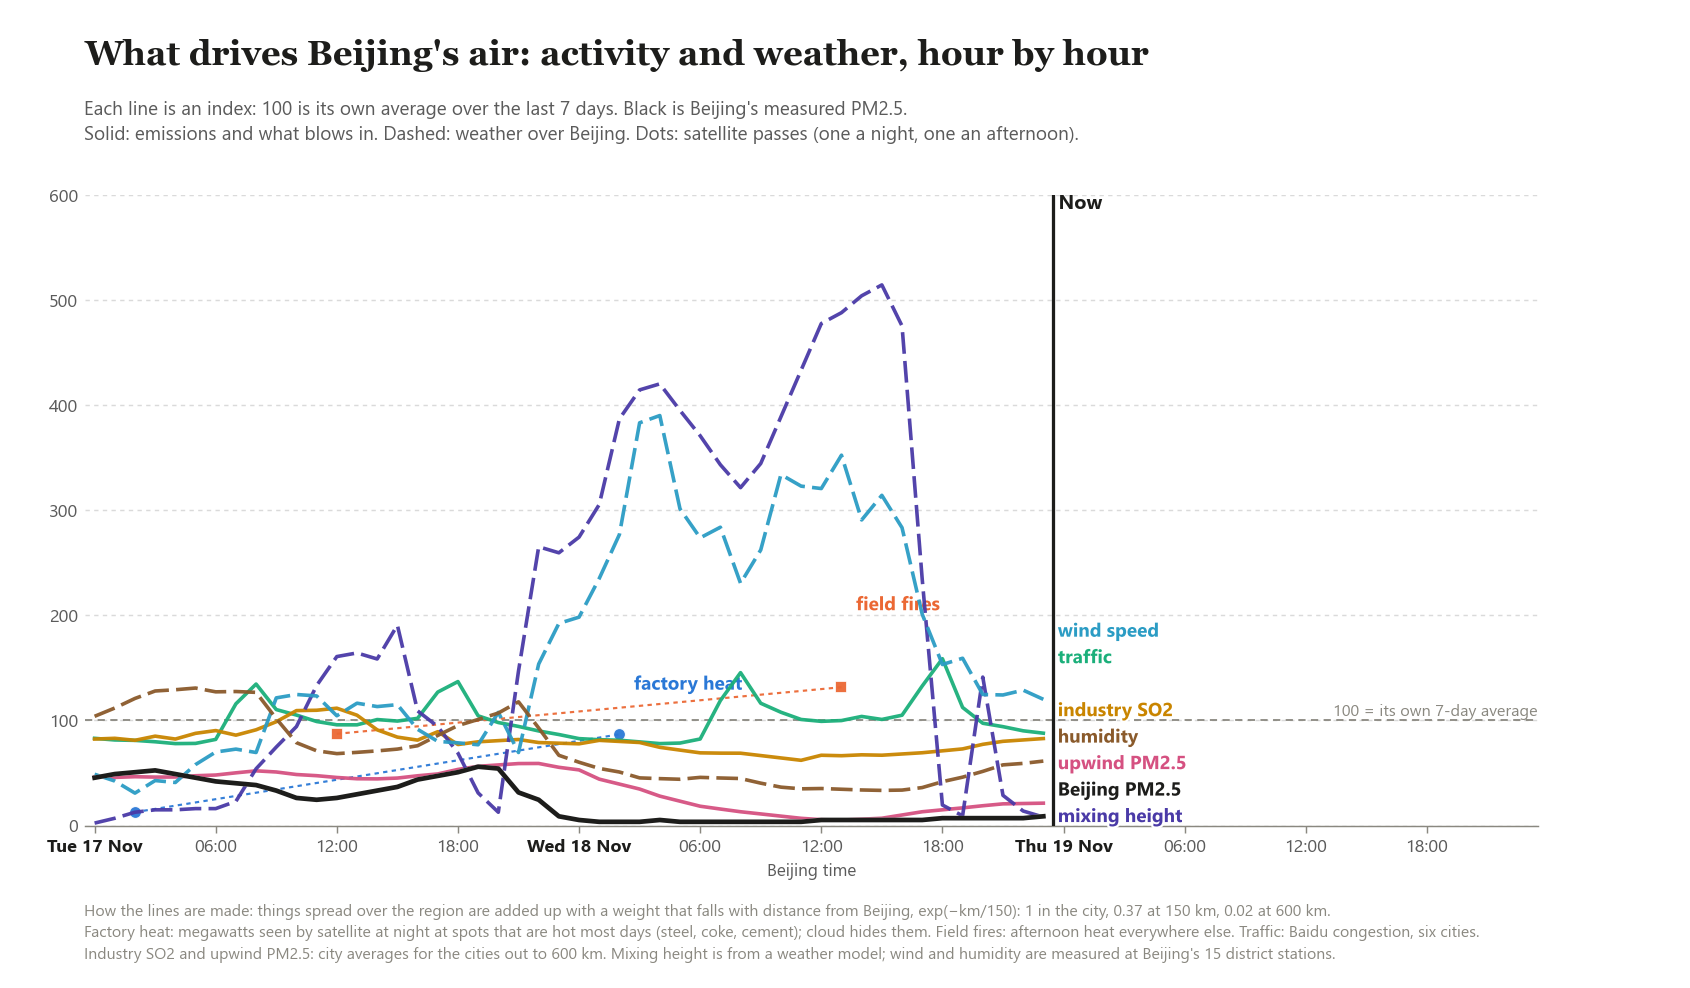 What drives Beijing's air: activity and weather, hour by hour
Each line is an index: 100 is its own average over the last 7 days. Black is Beijing's measured PM2.5.
Solid: emissions and what blows in. Dashed: weather over Beijing. Dots: satellite passes (one a night, one an afternoon).
600
500
400
300
200
100
0
Now
field fires
factory heat
wind speed
traffic
industry SO2
100 = its own 7-day average
humidity
upwind PM2.5
Beijing PM2.5
mixing height
Tue 17 Nov 06:00 12:00 18:00 Wed 18 Nov 06:00 12:00 18:00 Thu 19 Nov 06:00 12:00 18:00
Beijing time
How the lines are made: things spread over the region are added up with a weight that falls with distance from Beijing, exp(−km/150): 1 in the city, 0.37 at 150 km, 0.02 at 600 km.
Factory heat: megawatts seen by satellite at night at spots that are hot most days (steel, coke, cement); cloud hides them. Field fires: afternoon heat everywhere else. Traffic: Baidu congestion, six cities.
Industry SO2 and upwind PM2.5: city averages for the cities out to 600 km. Mixing height is from a weather model; wind and humidity are measured at Beijing's 15 district stations.